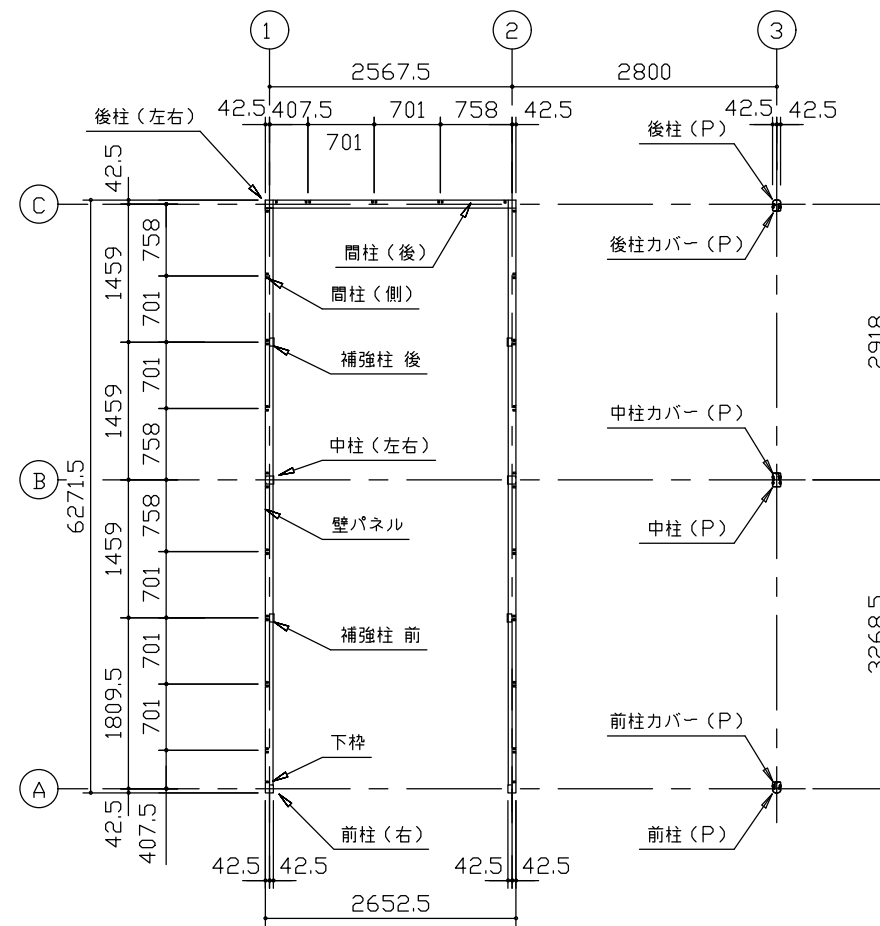 1
2
3
2567.5
2800
42.5
407.5
701
701
758
42.5
42.5
42.5
後柱（左右）
後柱（P）
42.5
C
758
後柱カバー（P）
間柱（後）
1459
間柱（側）
701
2918
補強柱 後
701
1459
中柱カバー（P）
中柱（左右）
758
B
6271.5
758
壁パネル
中柱（P）
1459
701
補強柱 前
701
3268.5
1809.5
701
前柱カバー（P）
下枠
A
42.5
407.5
前柱（右）
前柱（P）
42.5
42.5
42.5
42.5
2652.5